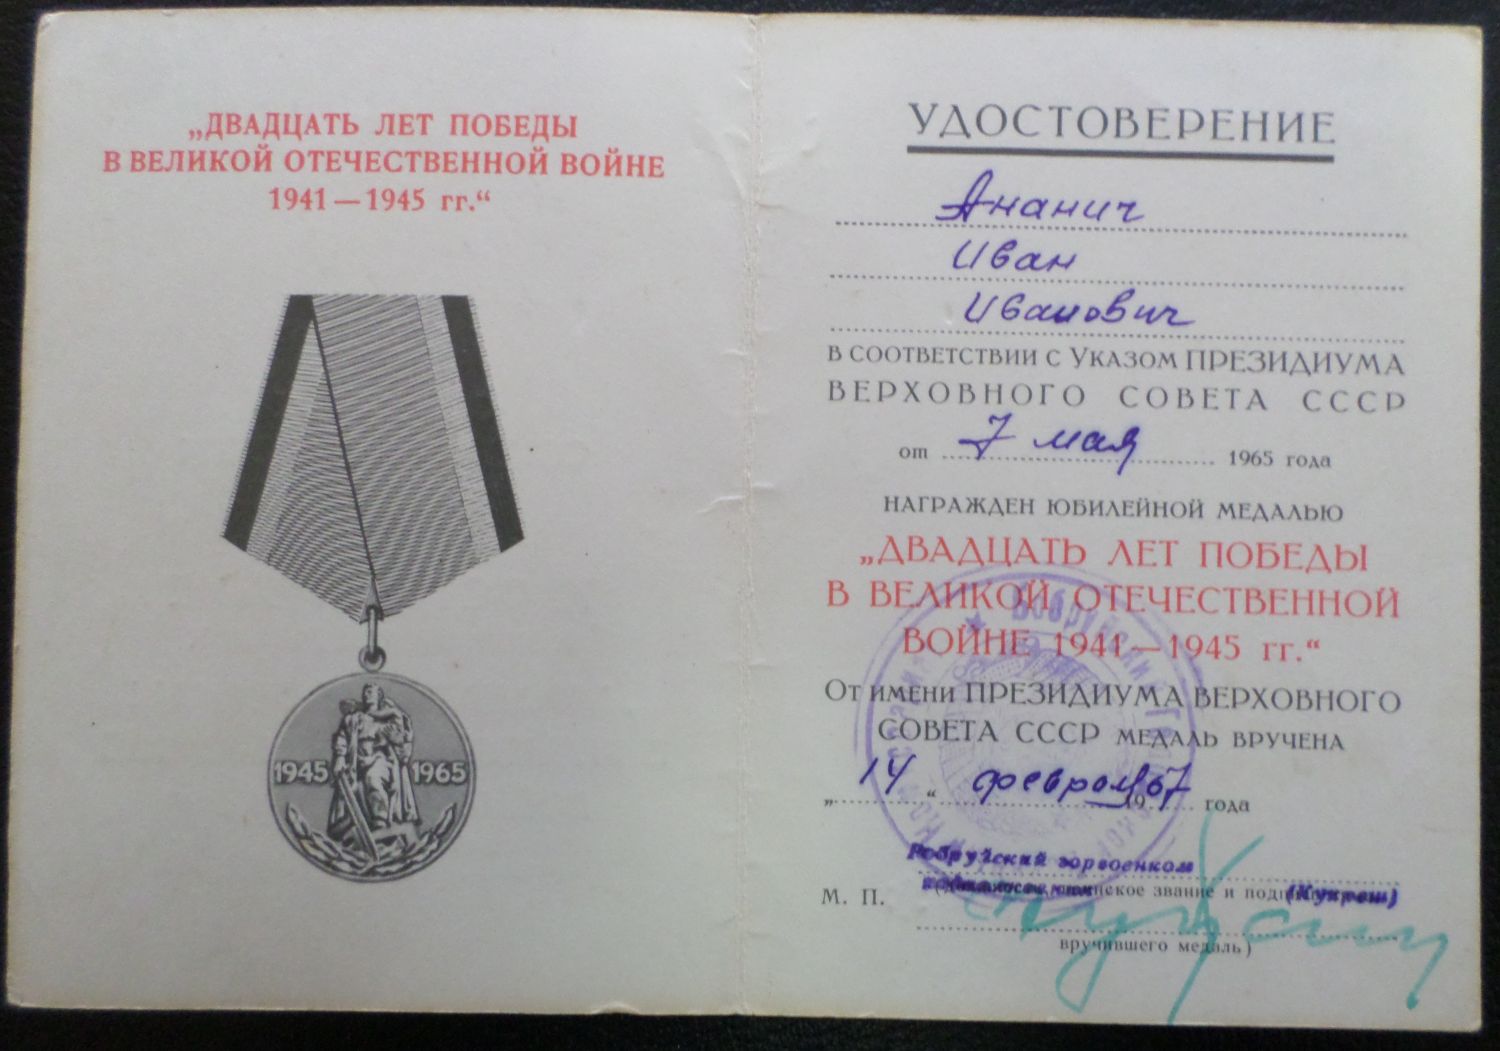 „ДВАДЦАТЬ ЛЕТ ПОБЕДЫ
В ВЕЛИКОЙ ОТЕЧЕСТВЕННОЙ ВОЙНЕ
1941—1945 гг.“
1945 1965
УДОСТОВЕРЕНИЕ
Ананич
Иван
Иванович
В СООТВЕТСТВИИ С УКАЗОМ ПРЕЗИДИУМА
ВЕРХОВНОГО СОВЕТА СССР
от 7 мая 1965 года
НАГРАЖДЕН ЮБИЛЕЙНОЙ МЕДАЛЬЮ
„ДВАДЦАТЬ ЛЕТ ПОБЕДЫ
В ВЕЛИКОЙ ОТЕЧЕСТВЕННОЙ
ВОЙНЕ 1941—1945 гг.“
ОТ ИМЕНИ ПРЕЗИДИУМА ВЕРХОВНОГО
СОВЕТА СССР МЕДАЛЬ ВРУЧЕНА
„14“ февраля 1967 года
Бобруйский горвоенком
М. П. звание и
вручившего медаль)